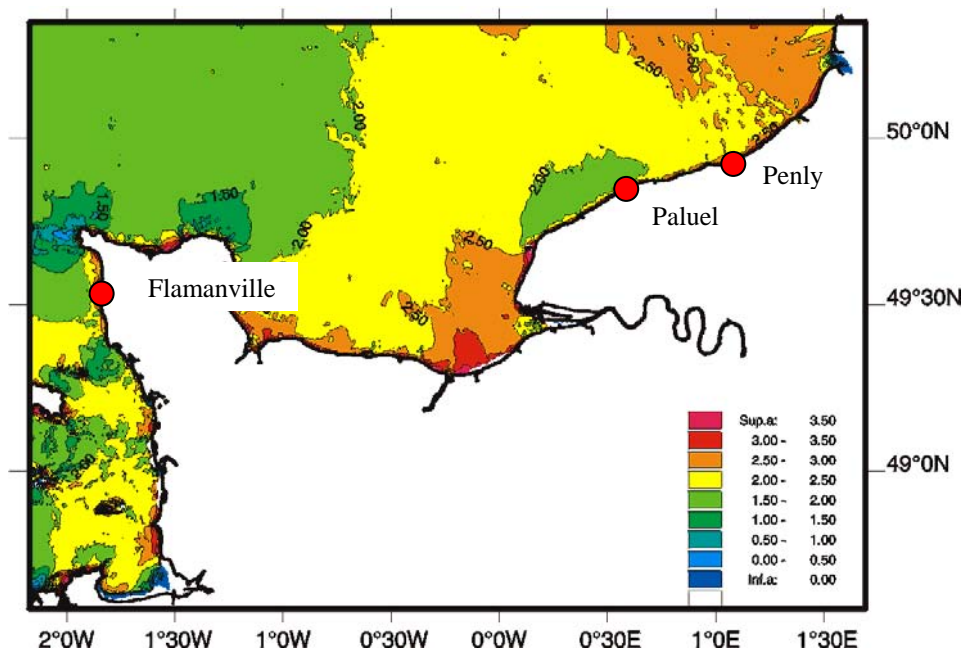 2.50
2.50
2.00
2.50
50°0N
Penly
2.00
Paluel
1.50
1.50
2.00
2.50
Flamanville
49°30N
2.50
Sup.a: 3.50
3.00 - 3.50
2.50 - 3.00
49°0N
2.00 - 2.50
1.50 - 2.00
1.00 - 1.50
0.50 - 1.00
0.00 - 0.50
Inf.a: 0.00
2°0W 1°30W 1°0W 0°30W 0°0W 0°30E 1°0E 1°30E